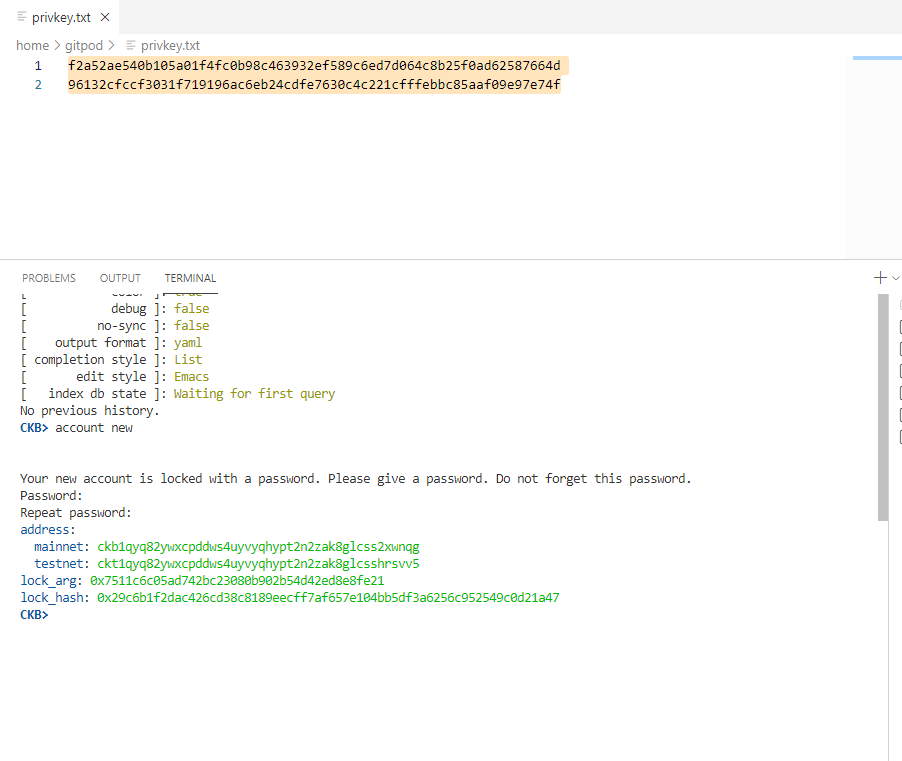 privkey.txt
home > gitpod > privkey.txt
1 f2a52ae540b105a01f4fc0b98c463932ef589c6ed7d064c8b25f0ad62587664d
2 96132cfccf3031f719196ac6eb24cdfe7630c4c221cfffebbc85aaf09e97e74f
PROBLEMS OUTPUT TERMINAL
[ color ]: true
[ debug ]: false
[ no-sync ]: false
[ output format ]: yaml
[ completion style ]: List
[ edit style ]: Emacs
[ index db state ]: Waiting for first query
No previous history.
CKB> account new
Your new account is locked with a password. Please give a password. Do not forget this password.
Password:
Repeat password:
address:
mainnet: ckb1qyq82ywxcpddws4uyvyqhypt2n2zak8glcss2xwnqg
testnet: ckt1qyq82ywxcpddws4uyvyqhypt2n2zak8glcsshrsvv5
lock_arg: 0x7511c6c05ad742bc23080b902b54d42ed8e8fe21
lock_hash: 0x29c6b1f2dac426cd38c8189eecff7af657e104bb5df3a6256c952549c0d21a47
CKB>